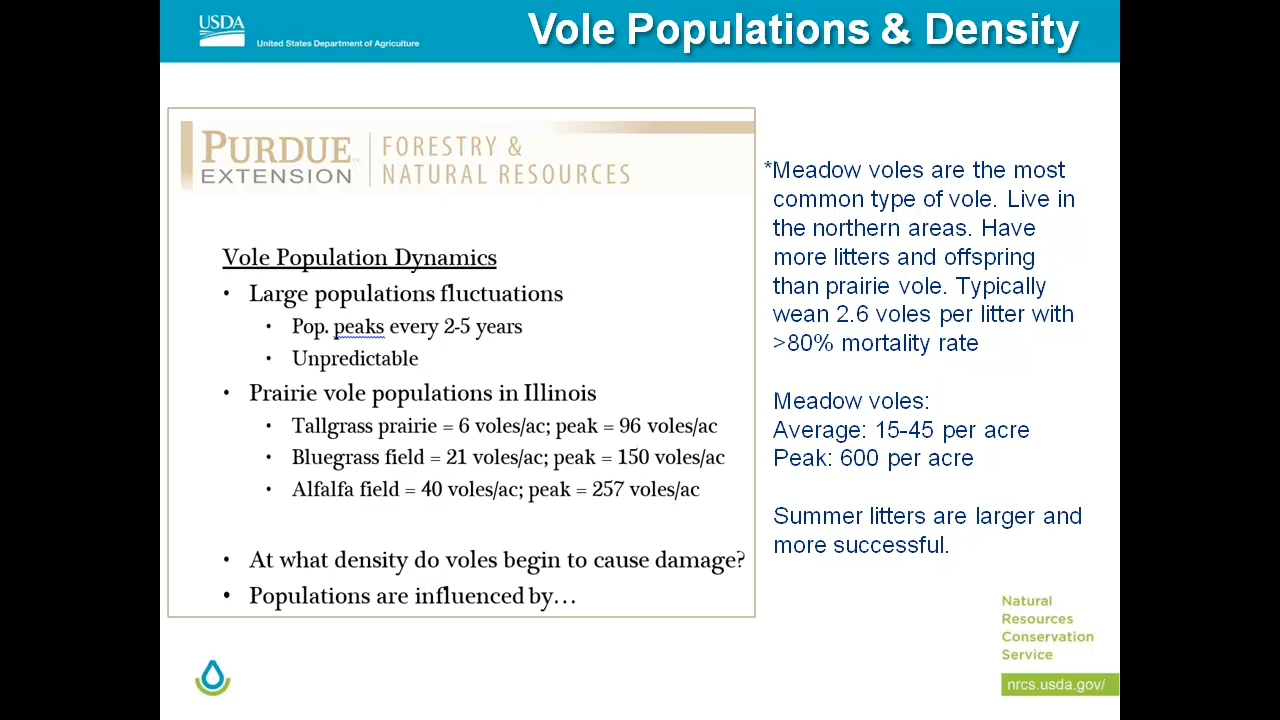 USDA
United States Department of Agriculture
Vole Populations & Density
PURDUE
EXTENSION
FORESTRY &
NATURAL RESOURCES
Vole Population Dynamics
• Large populations fluctuations
• Pop. peaks every 2-5 years
• Unpredictable
• Prairie vole populations in Illinois
• Tallgrass prairie = 6 voles/ac; peak = 96 voles/ac
• Bluegrass field = 21 voles/ac; peak = 150 voles/ac
• Alfalfa field = 40 voles/ac; peak = 257 voles/ac
• At what density do voles begin to cause damage?
• Populations are influenced by…
*Meadow voles are the most
common type of vole. Live in
the northern areas. Have
more litters and offspring
than prairie vole. Typically
wean 2.6 voles per litter with
>80% mortality rate
Meadow voles:
Average: 15-45 per acre
Peak: 600 per acre
Summer litters are larger and
more successful.
Natural
Resources
Conservation
Service
nrcs.usda.gov/